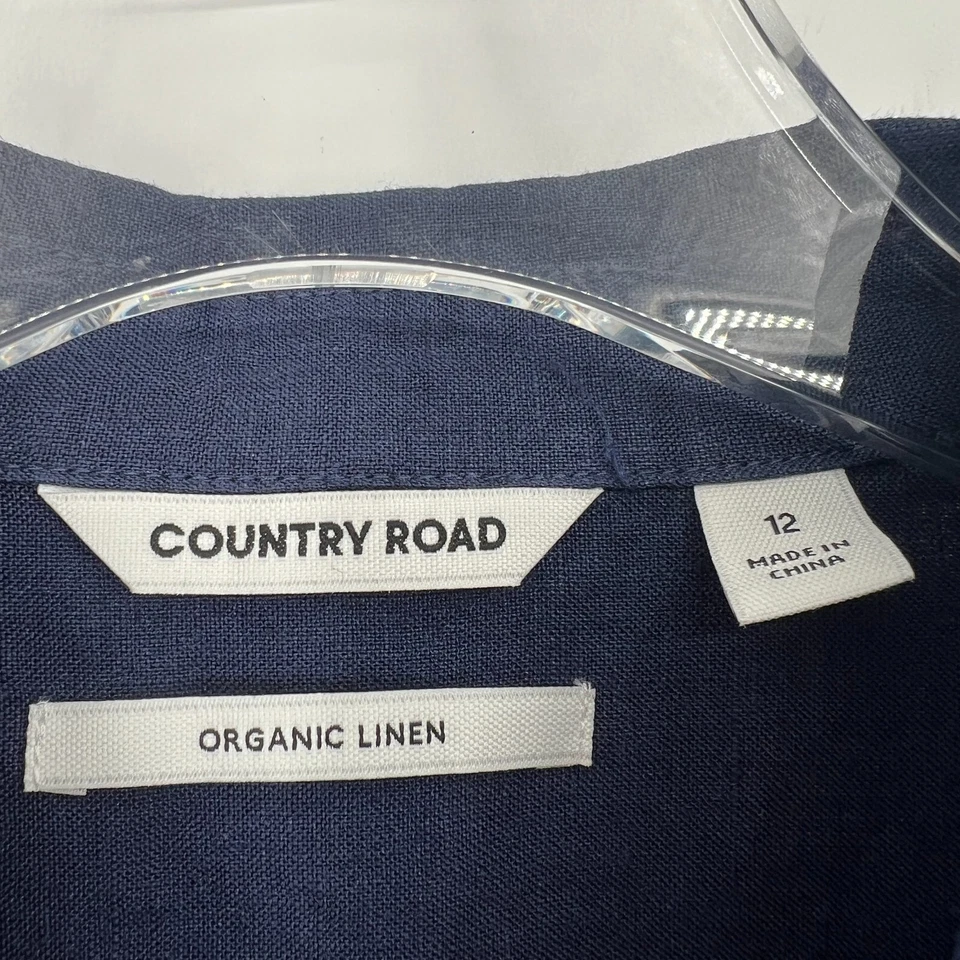 COUNTRY ROAD
12
MADE IN
CHINA
ORGANIC LINEN